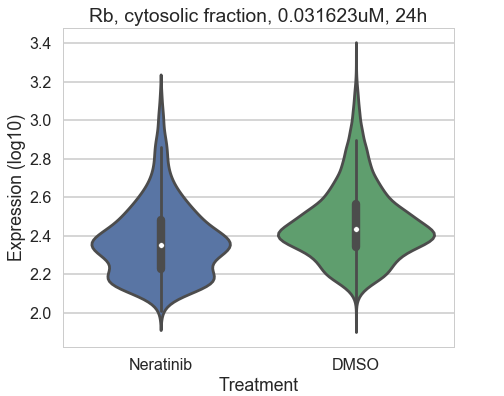 Rb, cytosolic fraction, 0.031623uM, 24h
Expression (log10)
3.4
3.2
3.0
2.8
2.6
2.4
2.2
2.0
Neratinib DMSO
Treatment